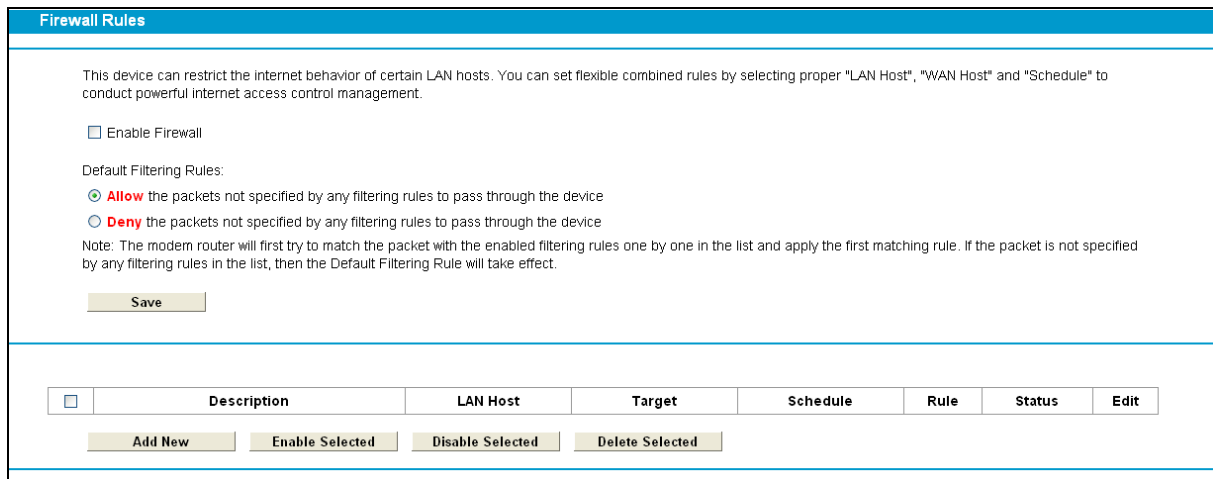 Firewall Rules
This device can restrict the internet behavior of certain LAN hosts. You can set flexible combined rules by selecting proper "LAN Host", "WAN Host" and "Schedule" to
conduct powerful internet access control management.
Enable Firewall
Default Filtering Rules:
Allow the packets not specified by any filtering rules to pass through the device
Deny the packets not specified by any filtering rules to pass through the device
Note: The modem router will first try to match the packet with the enabled filtering rules one by one in the list and apply the first matching rule. If the packet is not specified
by any filtering rules in the list, then the Default Filtering Rule will take effect.
Save
Description LAN Host Target Schedule Rule Status Edit
Add New Enable Selected Disable Selected Delete Selected